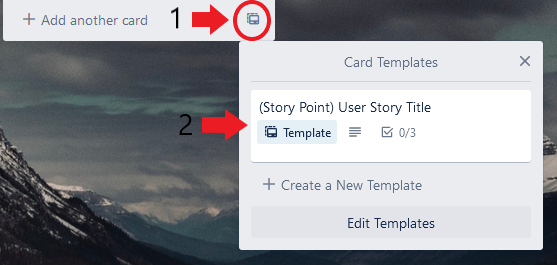 + Add another card 1
Card Templates
(Story Point) User Story Title
2 Template 0/3
+ Create a New Template
Edit Templates